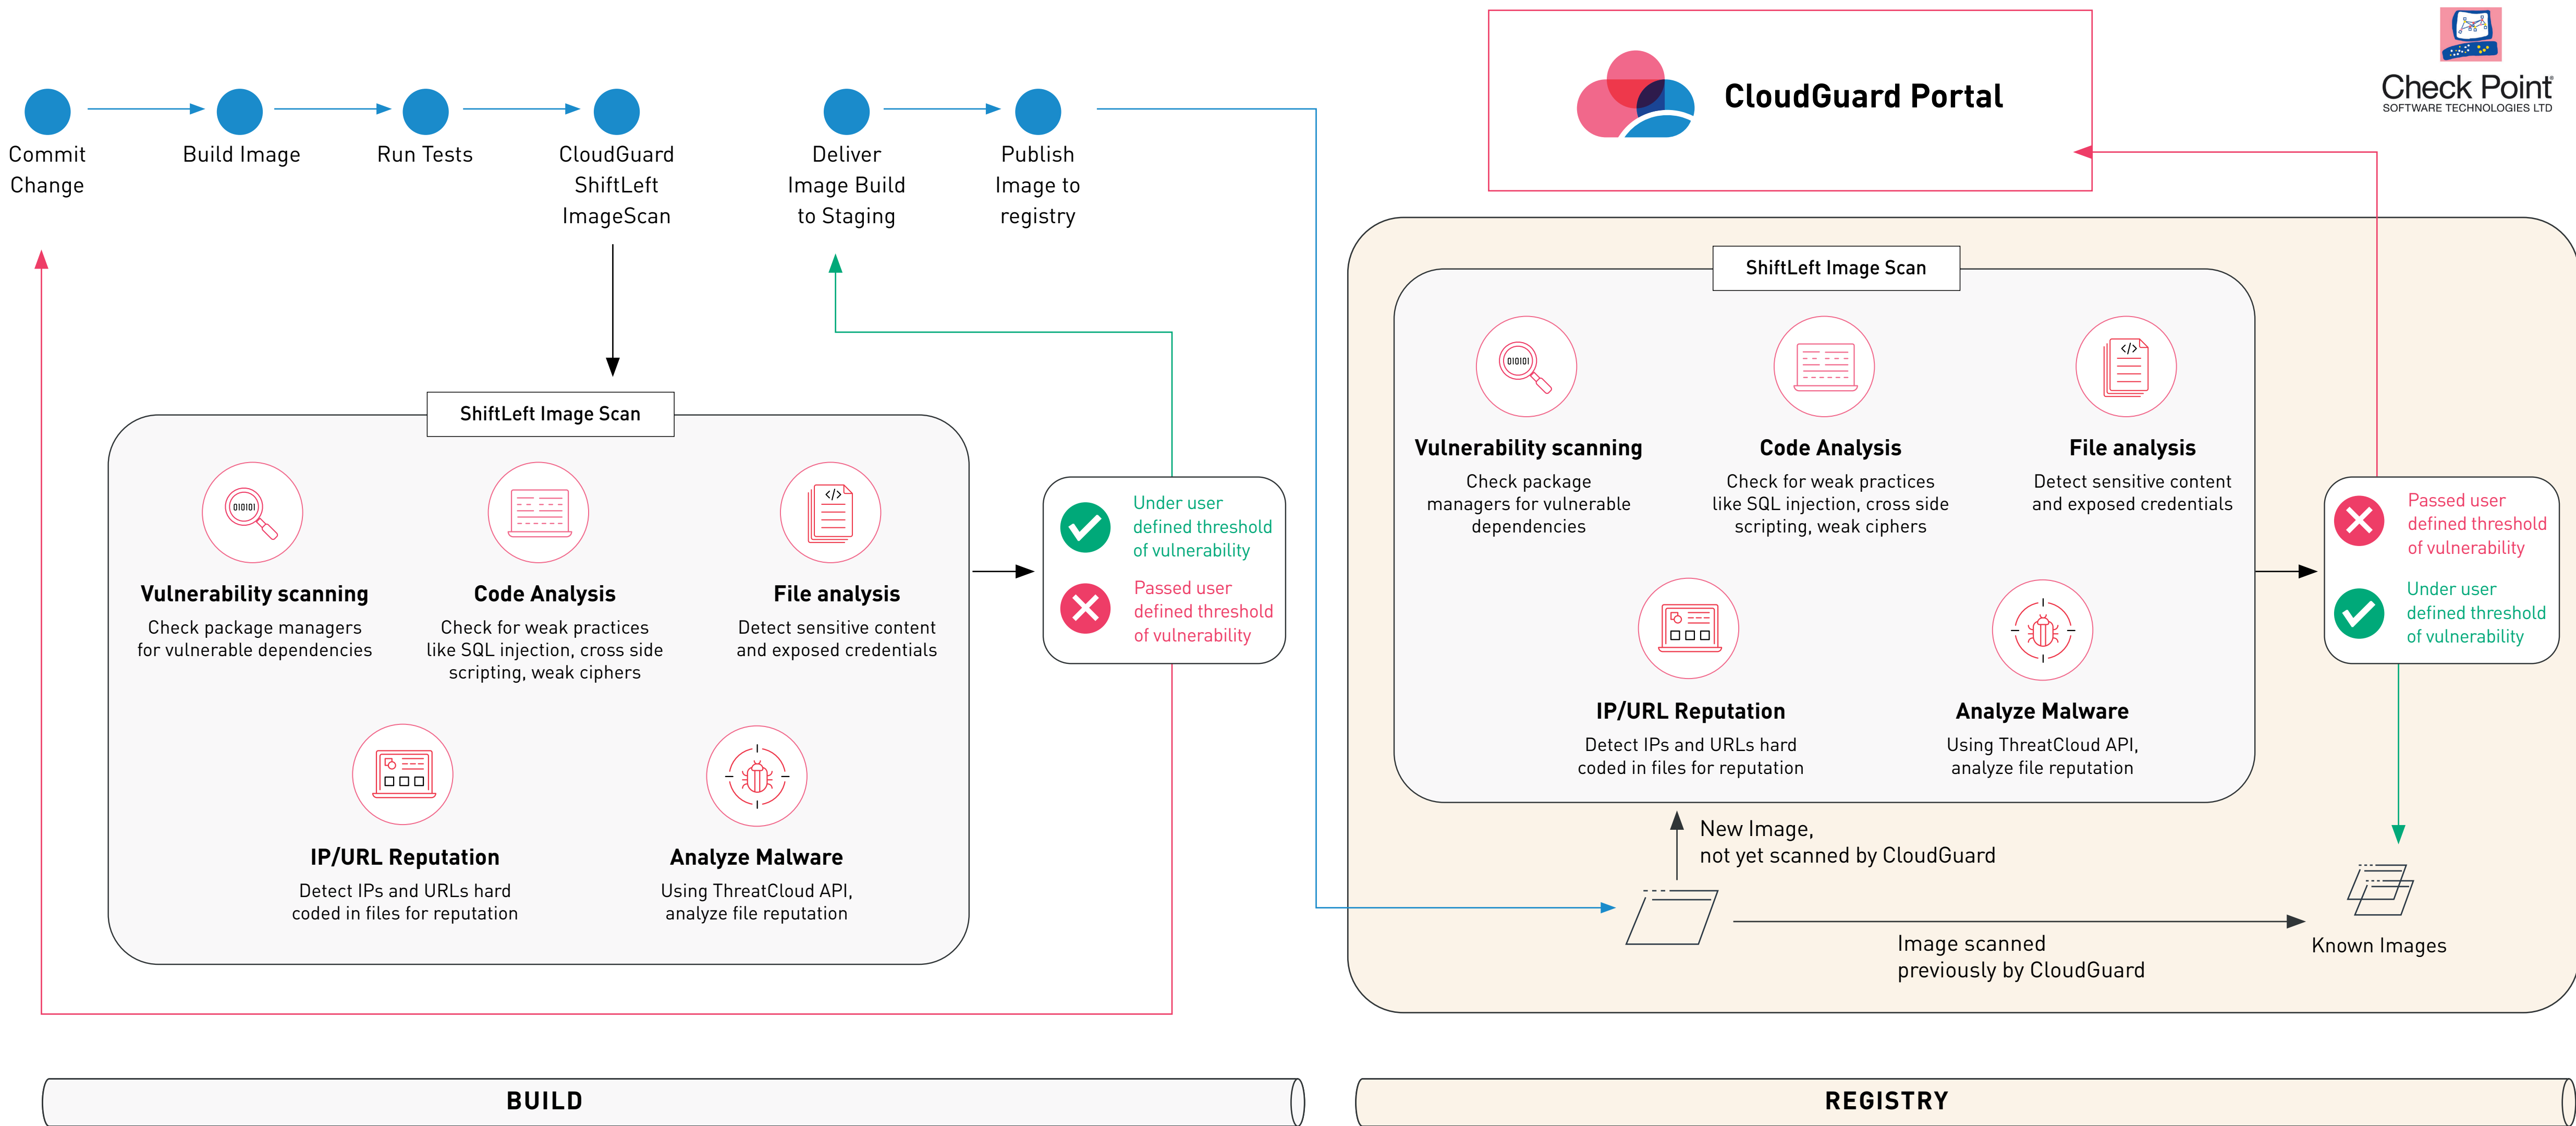 CloudGuard Portal
Check Point®
SOFTWARE TECHNOLOGIES LTD
Commit
Change
Build Image
Run Tests
CloudGuard
ShiftLeft
ImageScan
Deliver
Image Build
to Staging
Publish
Image to
registry
ShiftLeft Image Scan
010101
</>
Vulnerability scanning
Check package managers
for vulnerable dependencies
Code Analysis
Check for weak practices
like SQL injection, cross side
scripting, weak ciphers
File analysis
Detect sensitive content
and exposed credentials
IP/URL Reputation
Detect IPs and URLs hard
coded in files for reputation
Analyze Malware
Using ThreatCloud API,
analyze file reputation
Under user
defined threshold
of vulnerability
Passed user
defined threshold
of vulnerability
ShiftLeft Image Scan
010101
</>
Vulnerability scanning
Check package
managers for vulnerable
dependencies
Code Analysis
Check for weak practices
like SQL injection, cross side
scripting, weak ciphers
File analysis
Detect sensitive content
and exposed credentials
IP/URL Reputation
Detect IPs and URLs hard
coded in files for reputation
Analyze Malware
Using ThreatCloud API,
analyze file reputation
Passed user
defined threshold
of vulnerability
Under user
defined threshold
of vulnerability
New Image,
not yet scanned by CloudGuard
Image scanned
previously by CloudGuard
Known Images
BUILD
REGISTRY